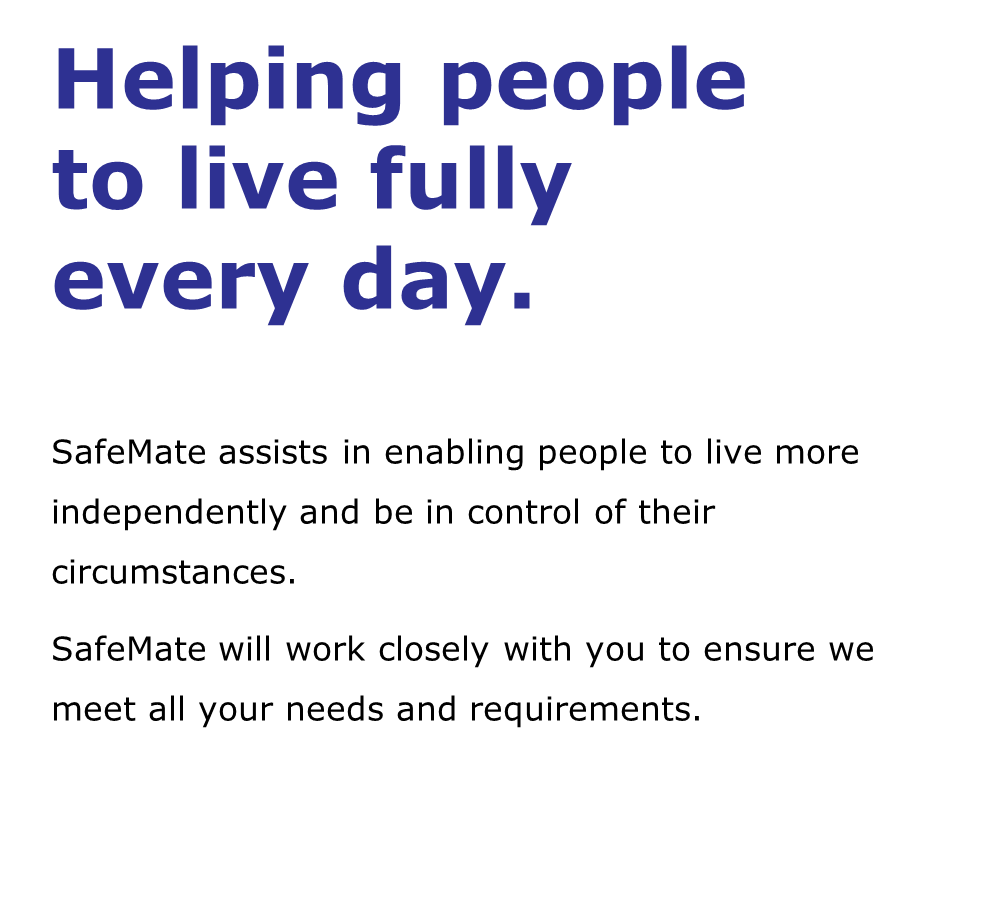 Helping people
to live fully
every day.
SafeMate assists in enabling people to live more
independently and be in control of their
circumstances.
SafeMate will work closely with you to ensure we
meet all your needs and requirements.